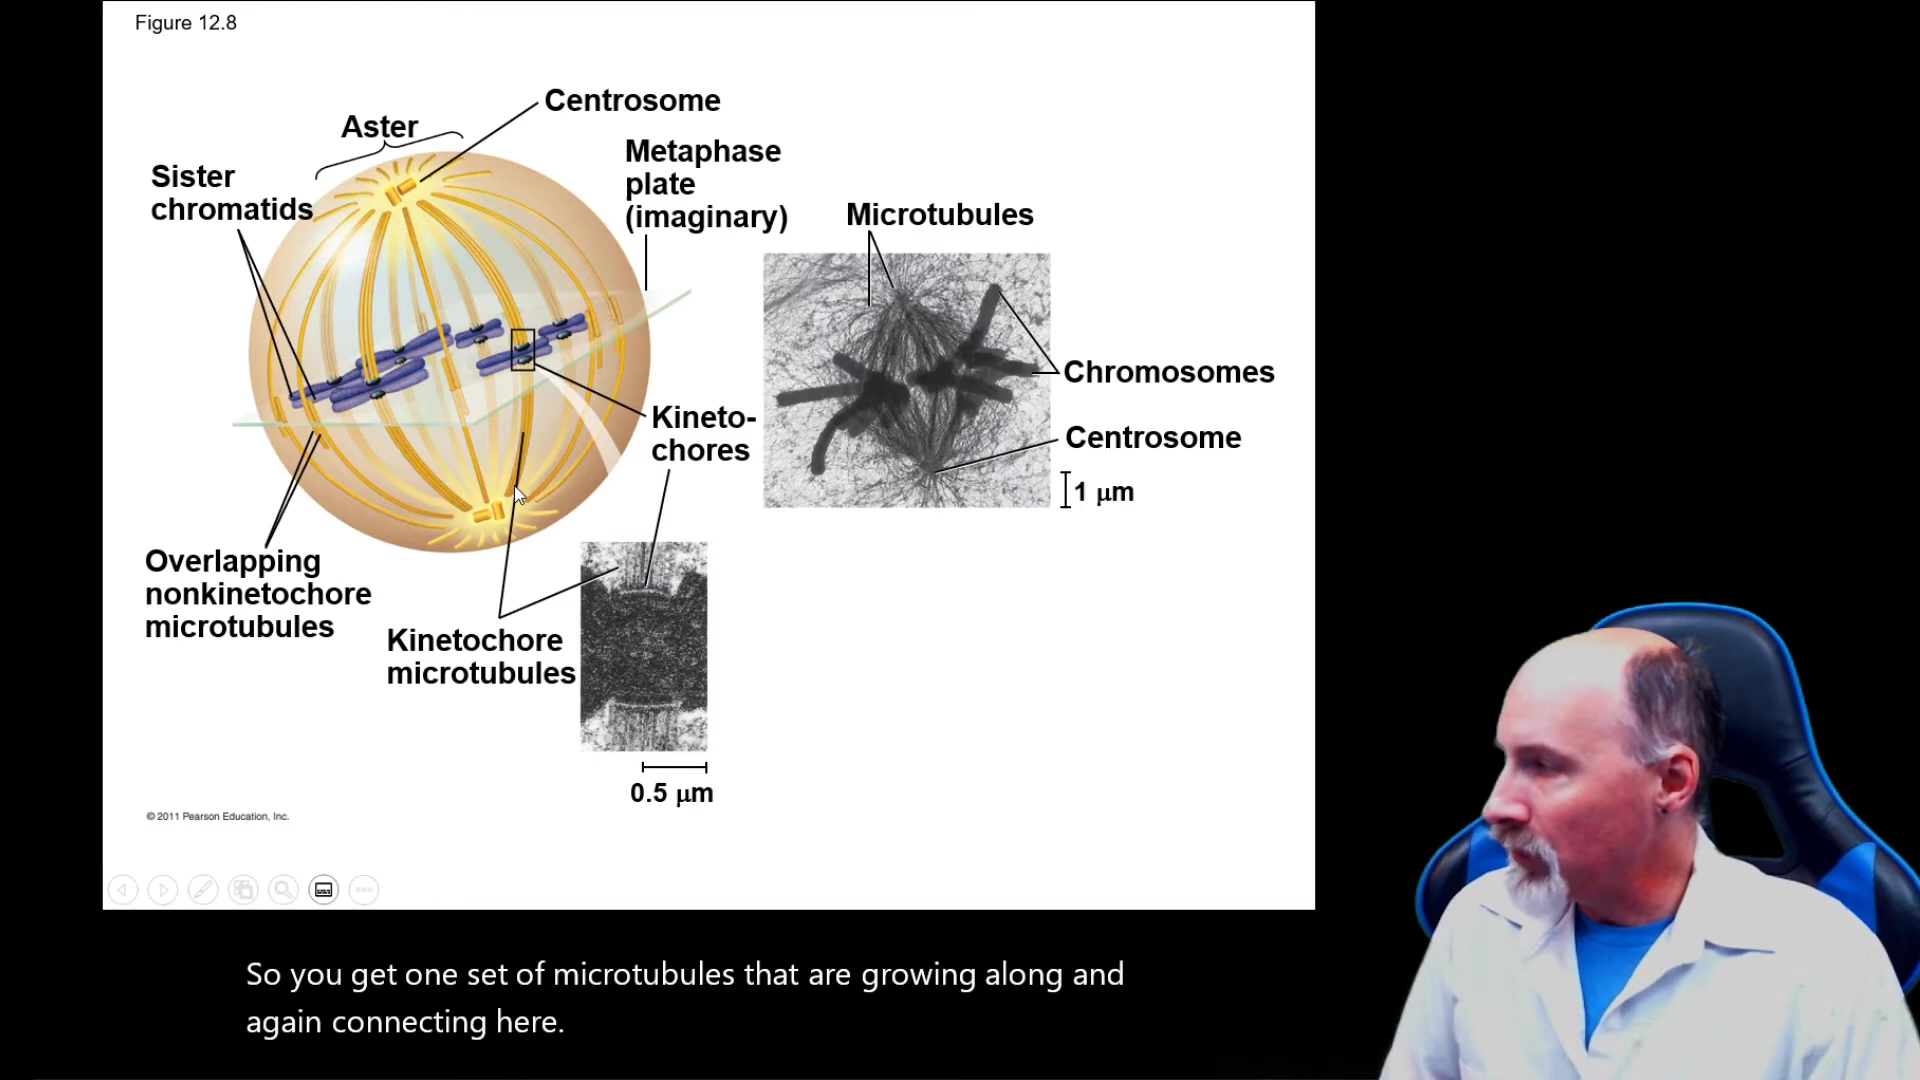 Figure 12.8
Centrosome
Aster
Metaphase
plate
(imaginary)
Sister
chromatids
Microtubules
Chromosomes
Kineto-
chores
Centrosome
1 μm
Overlapping
nonkinetochore
microtubules
Kinetochore
microtubules
0.5 μm
© 2011 Pearson Education, Inc.
So you get one set of microtubules that are growing along and
again connecting here.